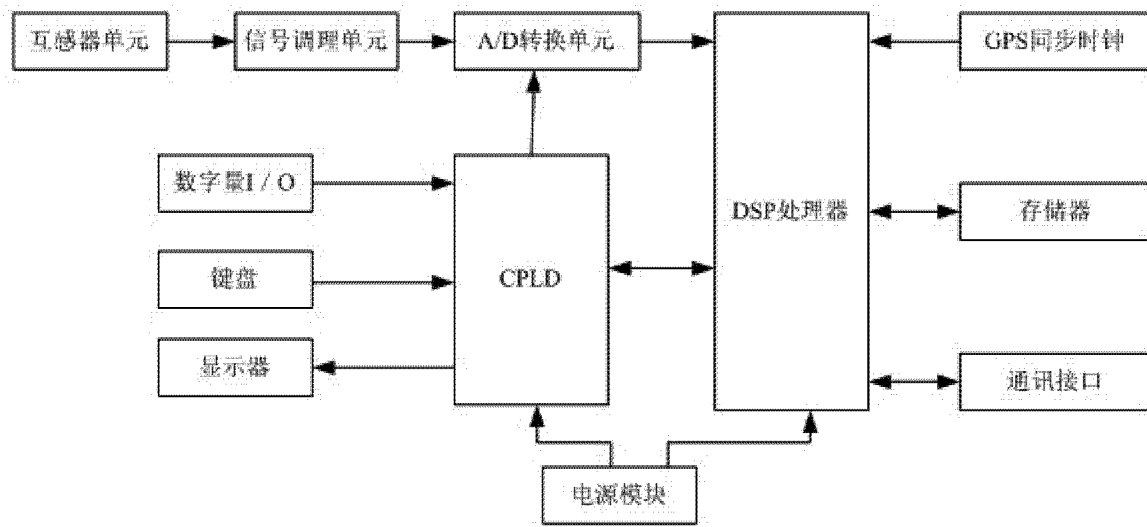 互感器单元
信号调理单元
A/D转换单元
GPS同步时钟
数字量I / O
DSP处理器
存储器
键盘
CPLD
显示器
通讯接口
电源模块